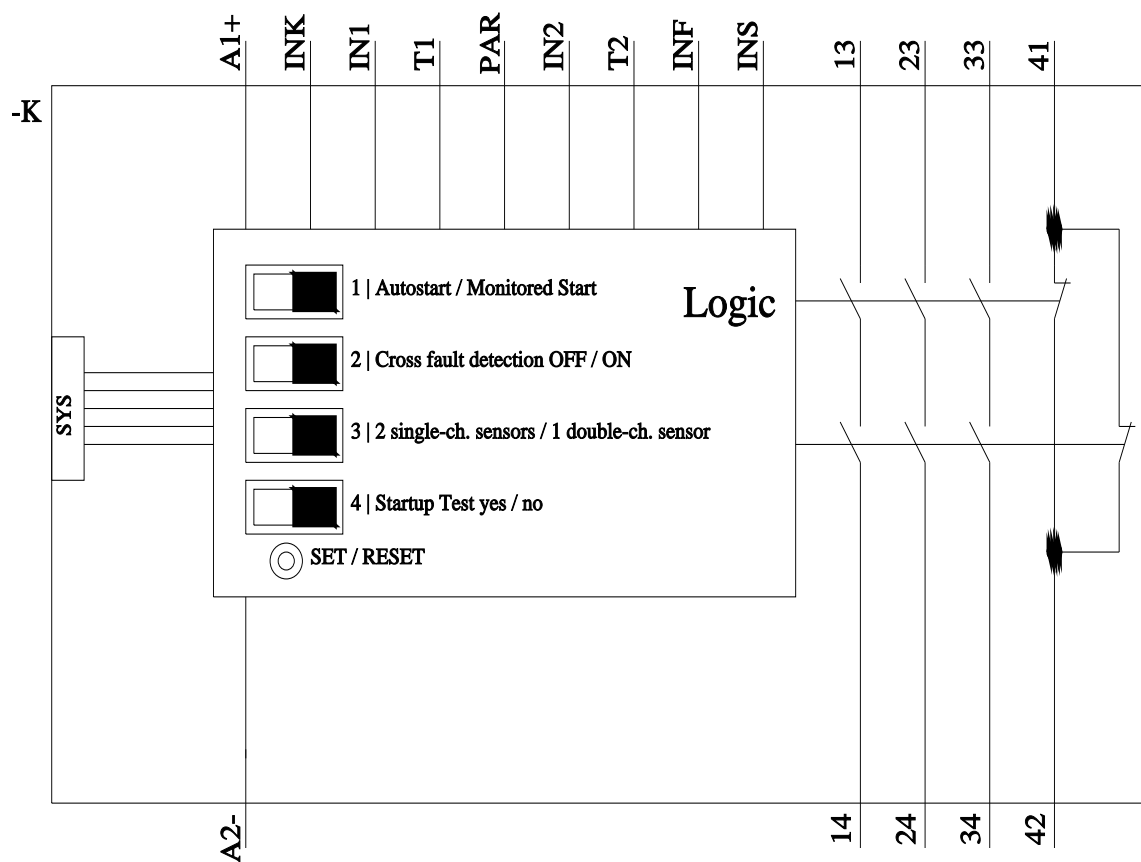 A1+
INK
IN1
T1
PAR
IN2
T2
INF
INS
13
23
33
41
-K
1 | Autostart / Monitored Start
Logic
2 | Cross fault detection OFF / ON
SYS
3 | 2 single-ch. sensors / 1 double-ch. sensor
4 | Startup Test yes / no
SET / RESET
A2-
14
24
34
42